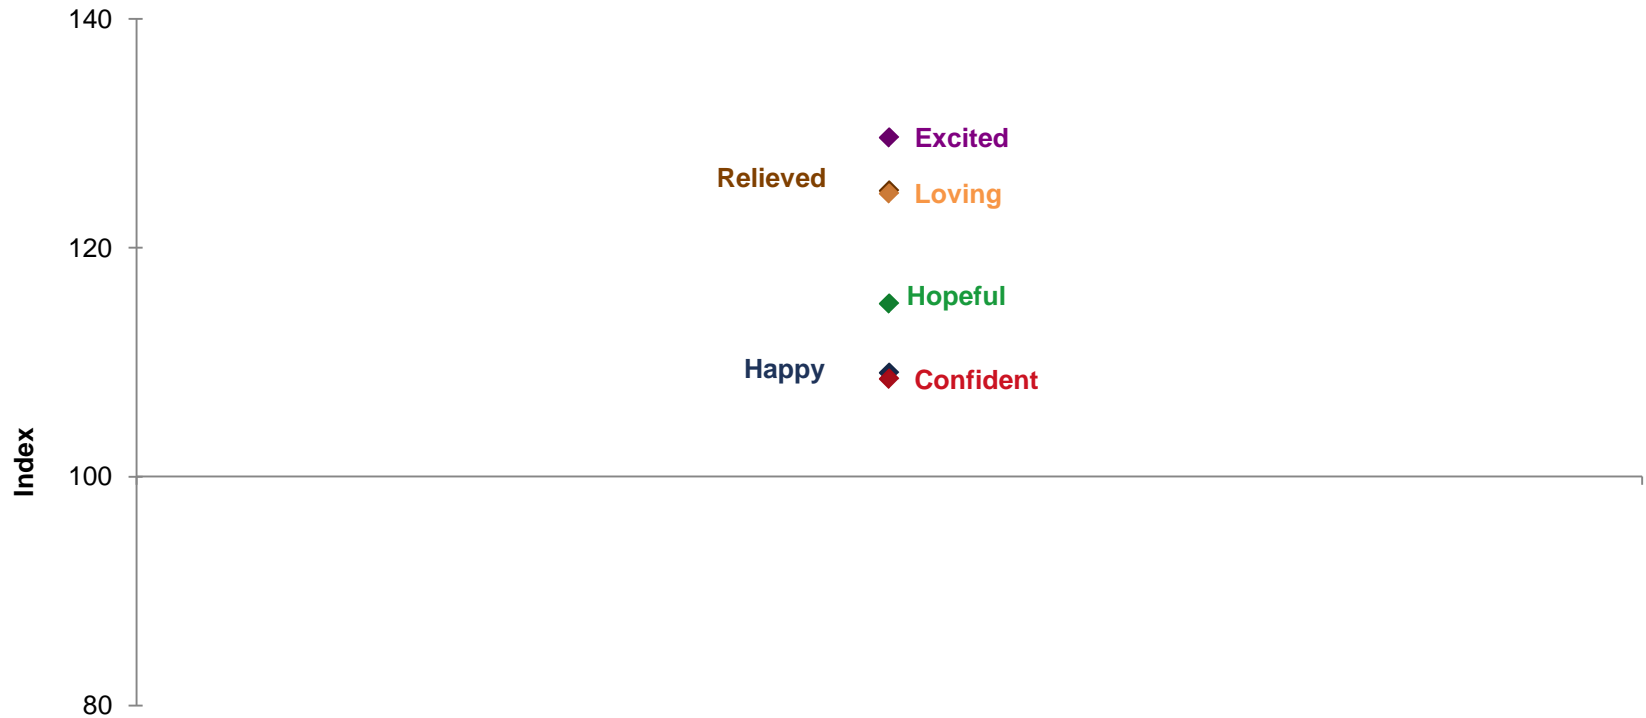 140
Excited
Relieved
Loving
120
Hopeful
Happy
Confident
Index
100
80